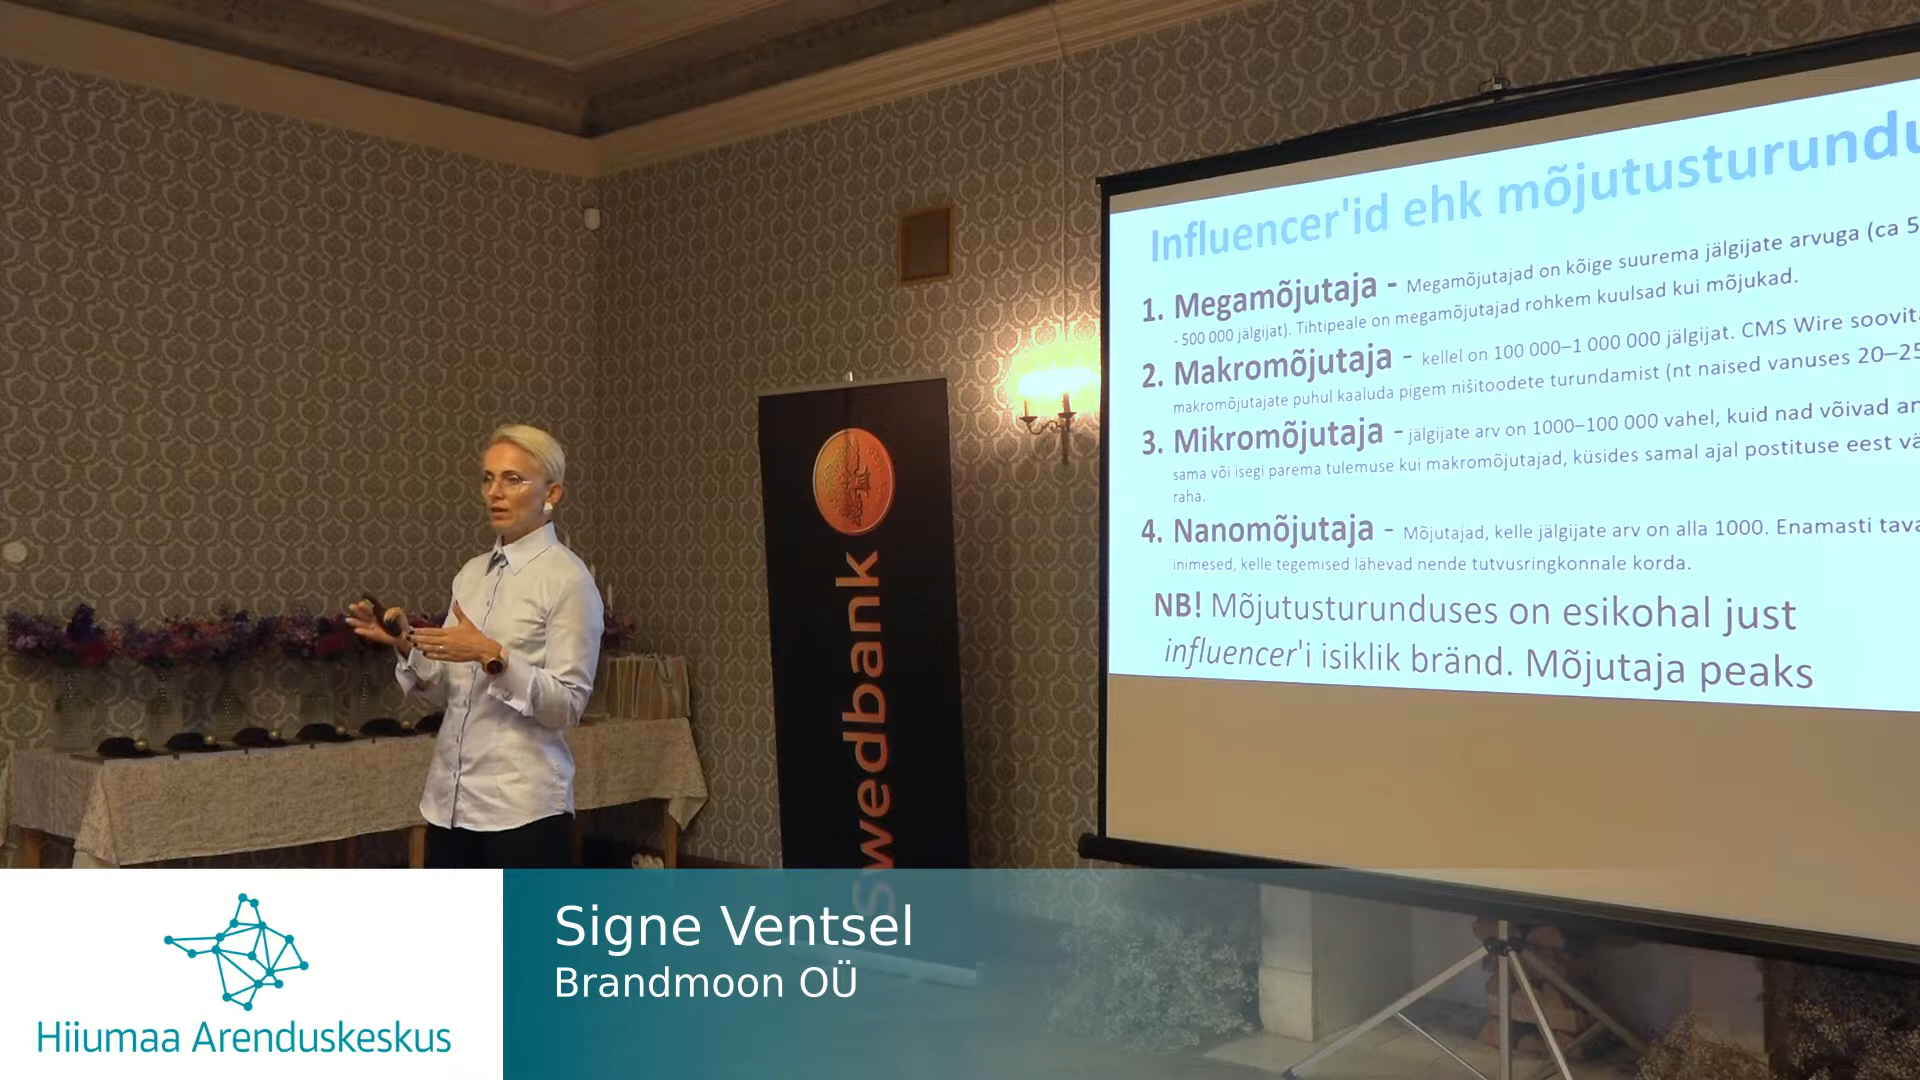 Influencer'id ehk mõjutusturundu
1. Megamõjutaja - Megamõjutajad on kõige suurema jälgijate arvuga (ca 5
- 500 000 jälgijat). Tihtipeale on megamõjutajad rohkem kuulsad kui mõjukad.
2. Makromõjutaja - kellel on 100 000–1 000 000 jälgijat. CMS Wire soovita
makromõjutajate puhul kaaluda pigem nišitoodete turundamist (nt naised vanuses 20–25
3. Mikromõjutaja - jälgijate arv on 1000–100 000 vahel, kuid nad võivad an
sama või isegi parema tulemuse kui makromõjutajad, küsides samal ajal postituse eest vä
raha.
4. Nanomõjutaja - Mõjutajad, kelle jälgijate arv on alla 1000. Enamasti tava
inimesed, kelle tegemised lähevad nende tutvusringkonnale korda.
NB! Mõjutusturunduses on esikohal just
influencer'i isiklik bränd. Mõjutaja peaks
Swedbank
Signe Ventsel
Brandmoon OÜ
Hiiumaa Arenduskeskus